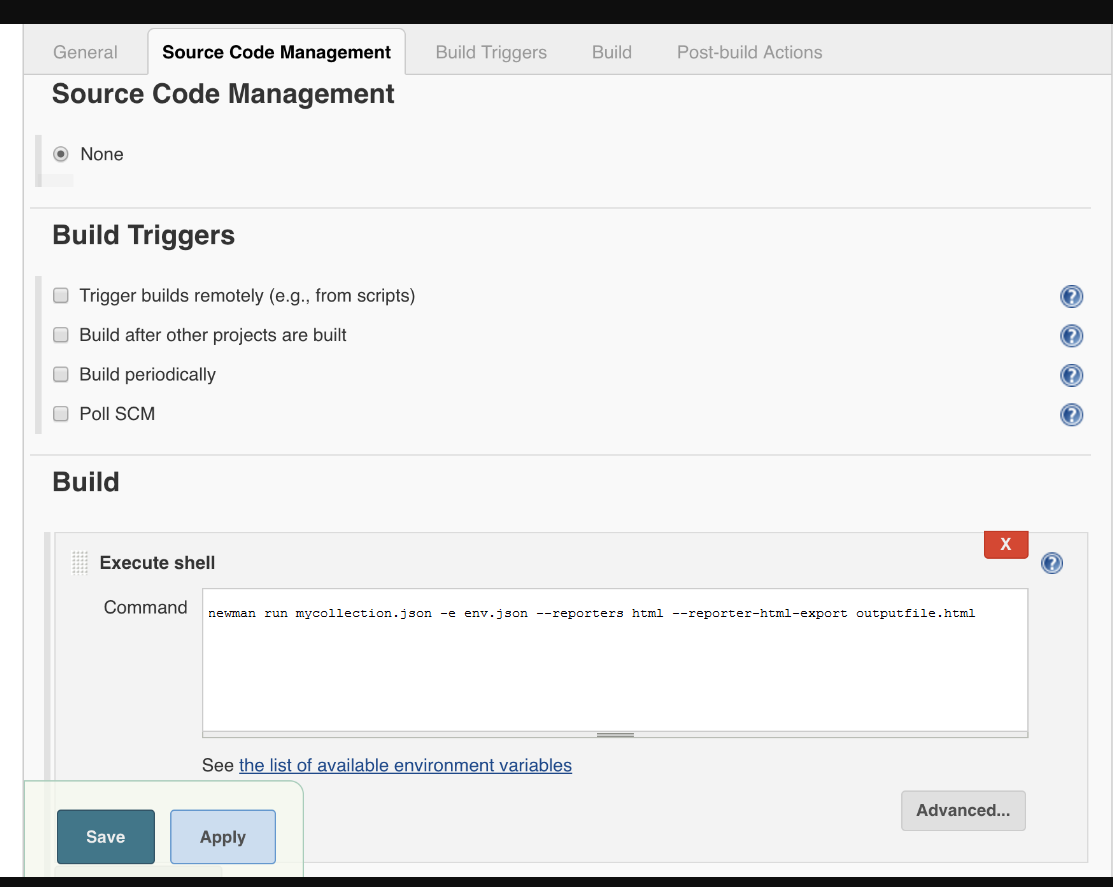 General Source Code Management Build Triggers Build Post-build Actions
Source Code Management
None
Build Triggers
Trigger builds remotely (e.g., from scripts)
?
Build after other projects are built
?
Build periodically
?
Poll SCM
?
Build
X
Execute shell
?
Command
newman run mycollection.json -e env.json --reporters html --reporter-html-export outputfile.html
See the list of available environment variables
Advanced...
Save Apply